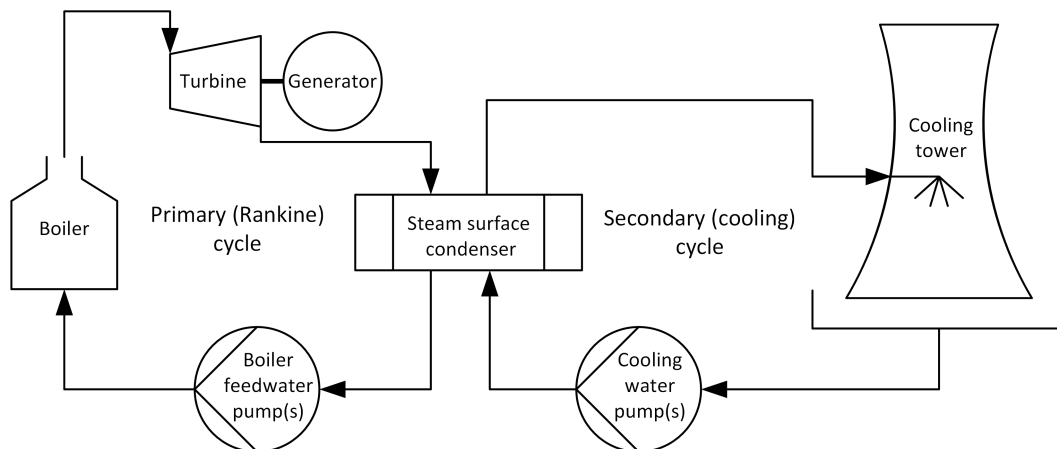 Turbine
Generator
Cooling
tower
Boiler
Primary (Rankine)
cycle
Steam surface
condenser
Secondary (cooling)
cycle
Boiler
feedwater
pump(s)
Cooling
water
pump(s)